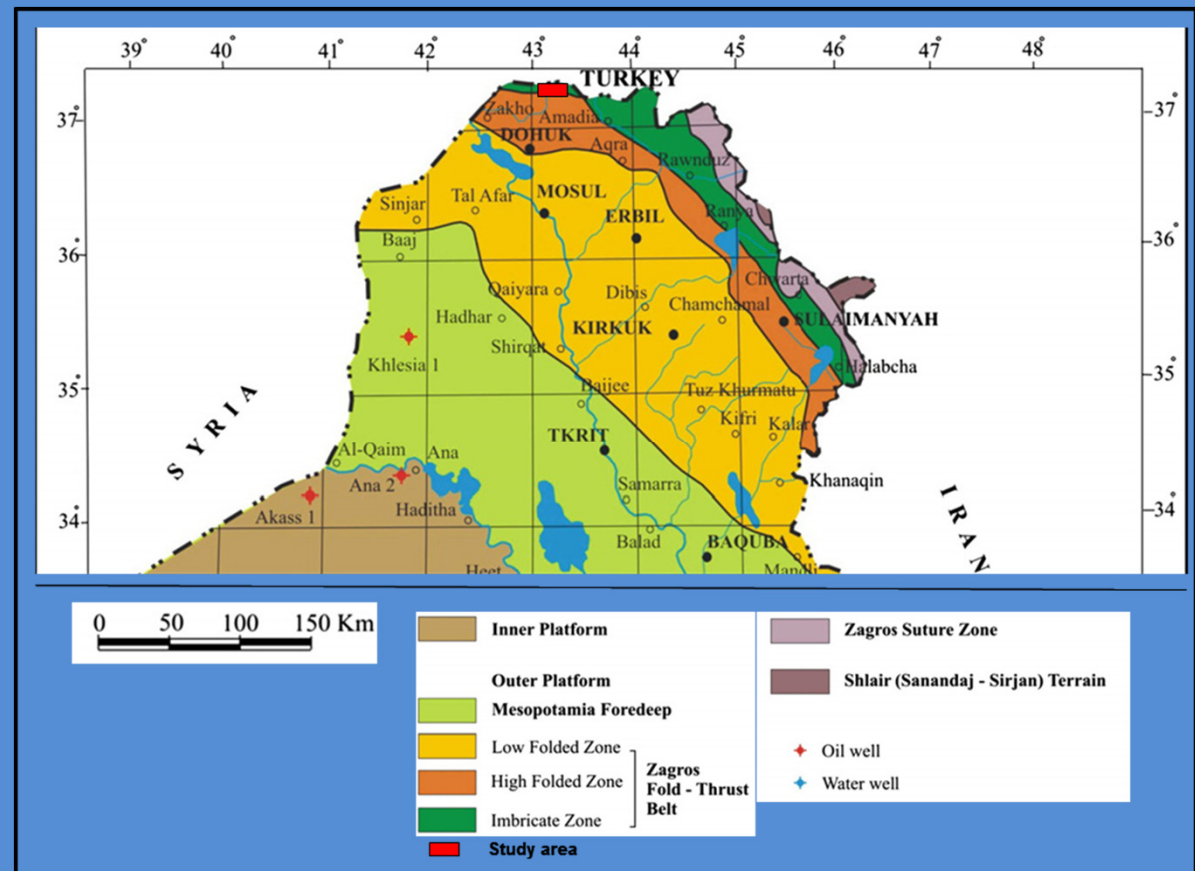 39° 40° 41° 42° 43° 44° 45° 46° 47° 48°
TURKEY
37° Zakho Amadia 37°
DOHUK Aqra
Rawnduz
Sinjar Tal Afar MOSUL
ERBIL Ranya
36° Baaj 36°
Qaiyara Dibis Chwarta
Hadhar Chamchamal
KIRKUK SULAIMANYAH
Shirqat
Khlesia 1 Halabcha
35° 35°
Baijee Tuz Khurmatu
Kifri Kalar
SYRIA
TKRIT
Al-Qaim Ana
Ana 2 Samarra Khanaqin
Akass 1 Haditha
34° 34°
IRAN
Balad BAQUBA
Heet Mandli
0 50 100 150 Km
Inner Platform
Outer Platform
Mesopotamia Foredeep
Low Folded Zone
High Folded Zone
Imbricate Zone
Zagros
Fold - Thrust
Belt
Study area
Zagros Suture Zone
Shlair (Sanandaj - Sirjan) Terrain
Oil well
Water well